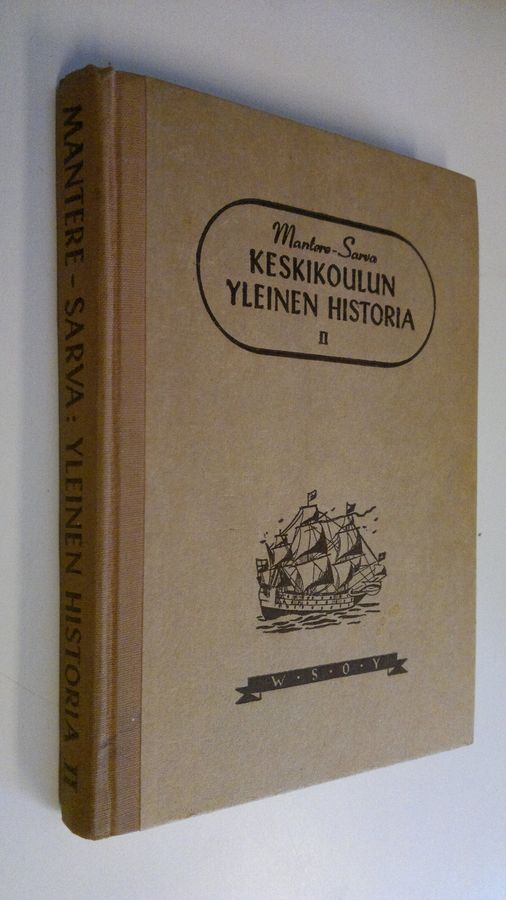 MANTERE - SARVA: YLEINEN HISTORIA II
Mantere-Sarva
KESKIKOULUN
YLEINEN HISTORIA
II
W·S·O·Y